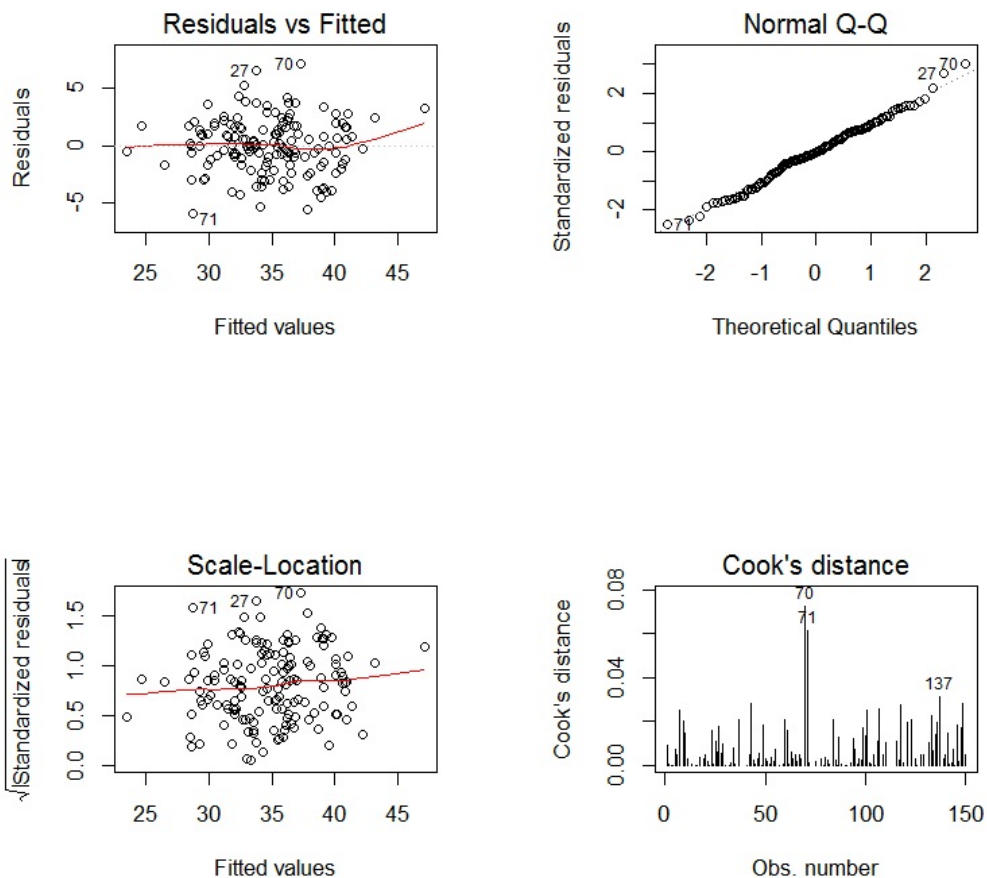 Residuals vs Fitted
Residuals
5
0
-5
27
70
71
25 30 35 40 45
Fitted values
Normal Q-Q
Standardized residuals
2
0
-2
27
70
71
-2 -1 0 1 2
Theoretical Quantiles
Scale-Location
√|Standardized residuals|
1.5
1.0
0.5
0.0
71
27
70
25 30 35 40 45
Fitted values
Cook's distance
Cook's distance
0.08
0.04
0.00
70
71
137
0 50 100 150
Obs. number